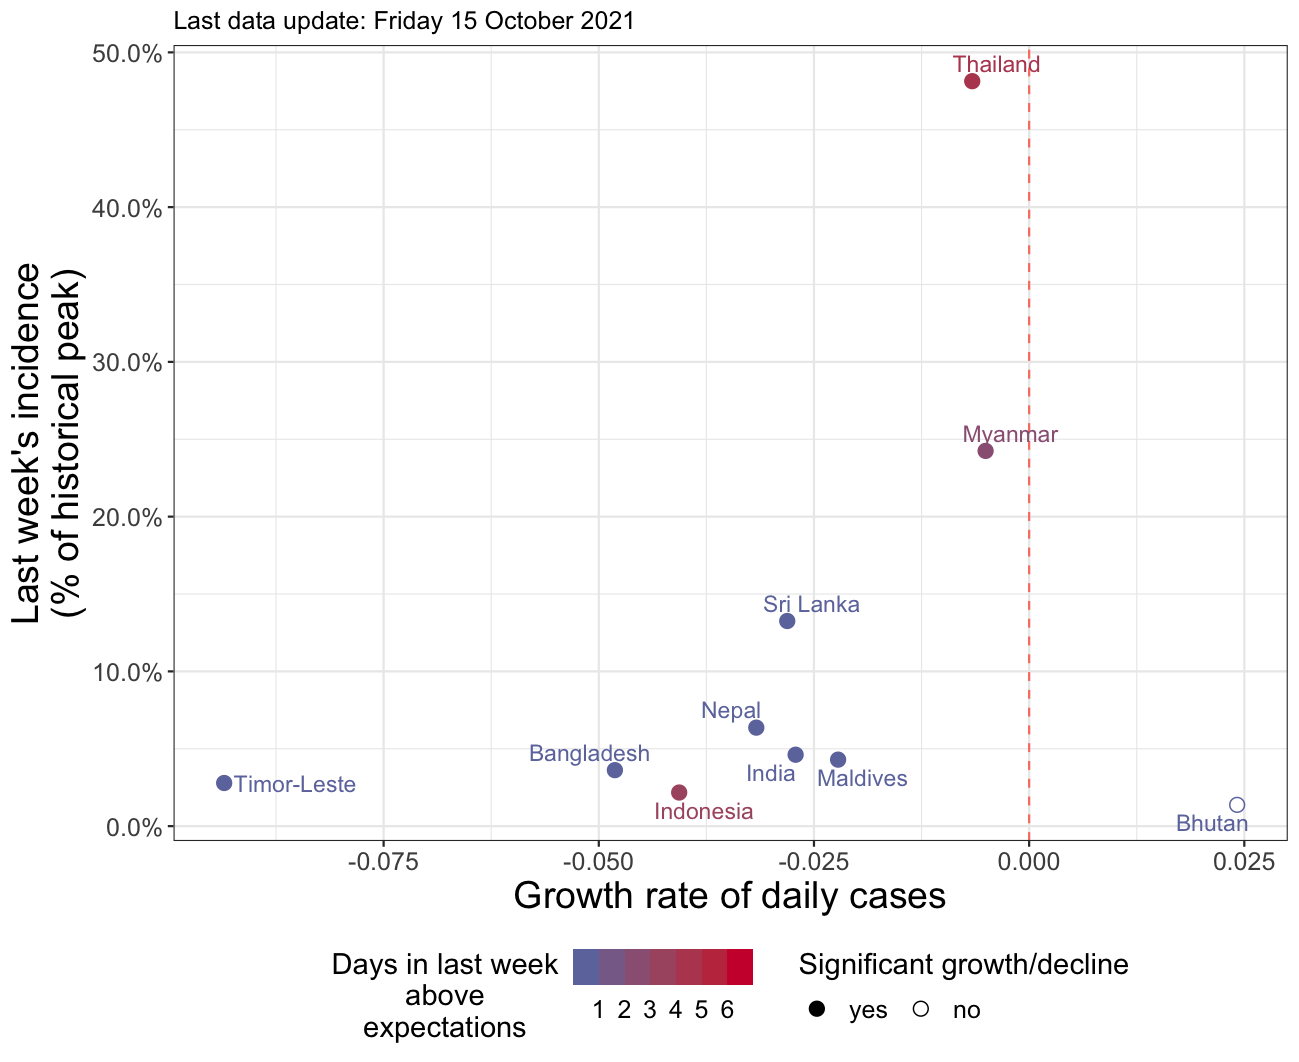 Last data update: Friday 15 October 2021
50.0%
40.0%
30.0%
20.0%
10.0%
0.0%
Last week's incidence
(% of historical peak)
Thailand
Myanmar
Sri Lanka
Nepal
Bangladesh
India
Maldives
Timor-Leste
Indonesia
Bhutan
-0.075 -0.050 -0.025 0.000 0.025
Growth rate of daily cases
Days in last week
above
expectations
1 2 3 4 5 6
Significant growth/decline
yes no